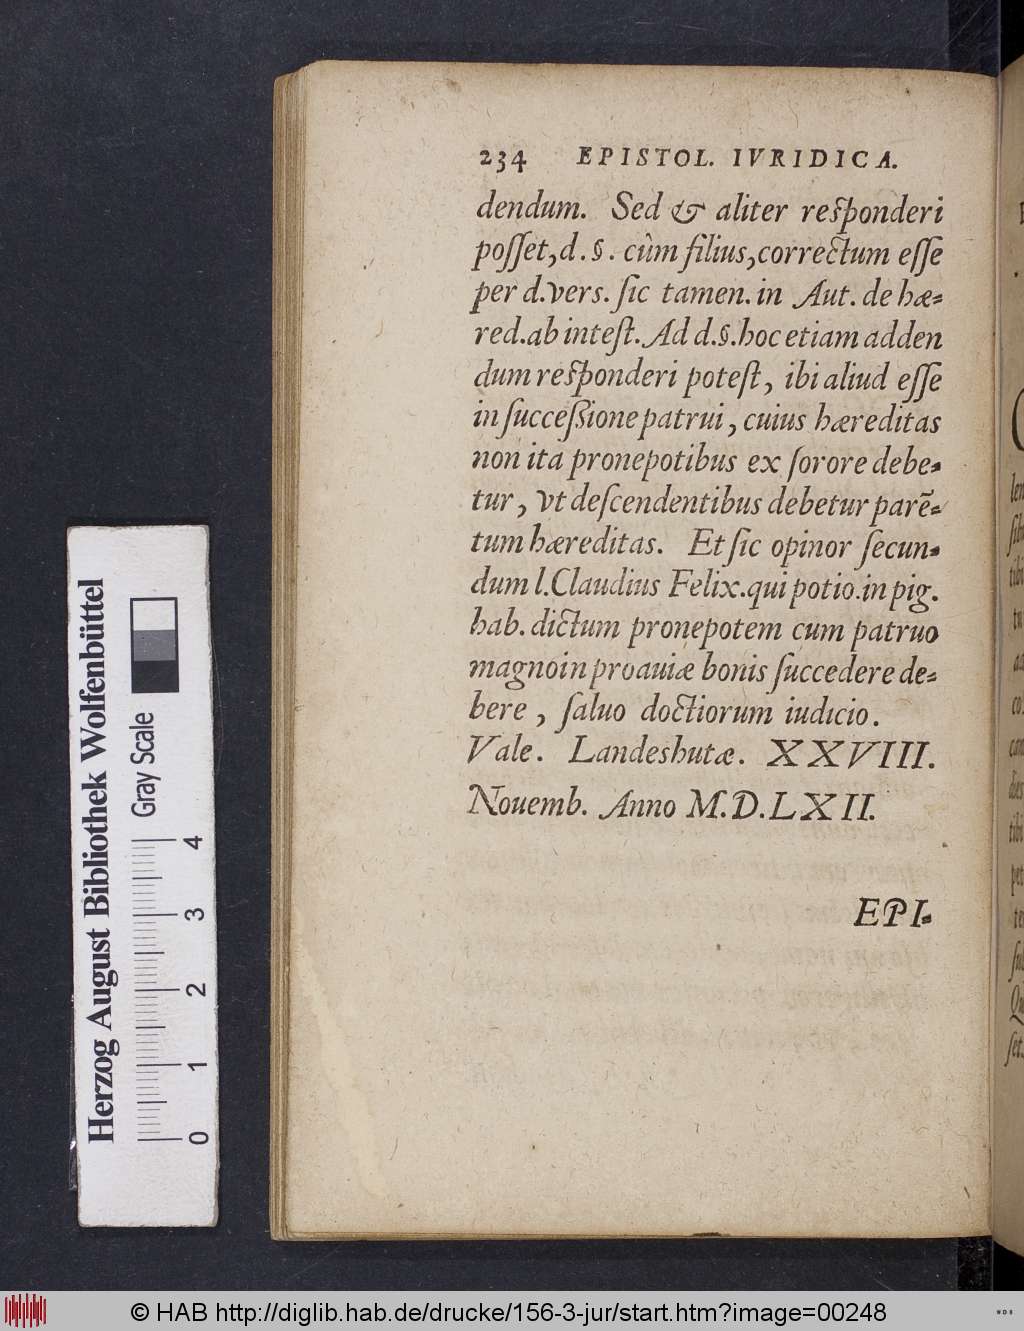 234 EPISTOL. IVRIDICA.
dendum. Sed & aliter responderi
posset, d. §. cùm filius, correctum esse
per d. vers. sic tamen. in Aut. de hæ-
red. ab intest. Ad d. §. hoc etiam adden
dum responderi potest, ibi aliud esse
in successione patrui, cuius hæreditas
non ita pronepotibus ex sorore debe-
tur, vt descendentibus debetur parẽ-
tum hæreditas. Et sic opinor secun-
dum l. Claudius Felix. qui potio. in pig.
hab. dictum pronepotem cum patruo
magno in proauiæ bonis succedere de-
bere, saluo doctiorum iudicio.
Vale. Landeshutæ. XXVIII.
Nouemb. Anno M.D.LXII.
EPI-
Herzog August Bibliothek Wolfenbüttel
Gray Scale
0 1 2 3 4
© HAB http://diglib.hab.de/drucke/156-3-jur/start.htm?image=00248